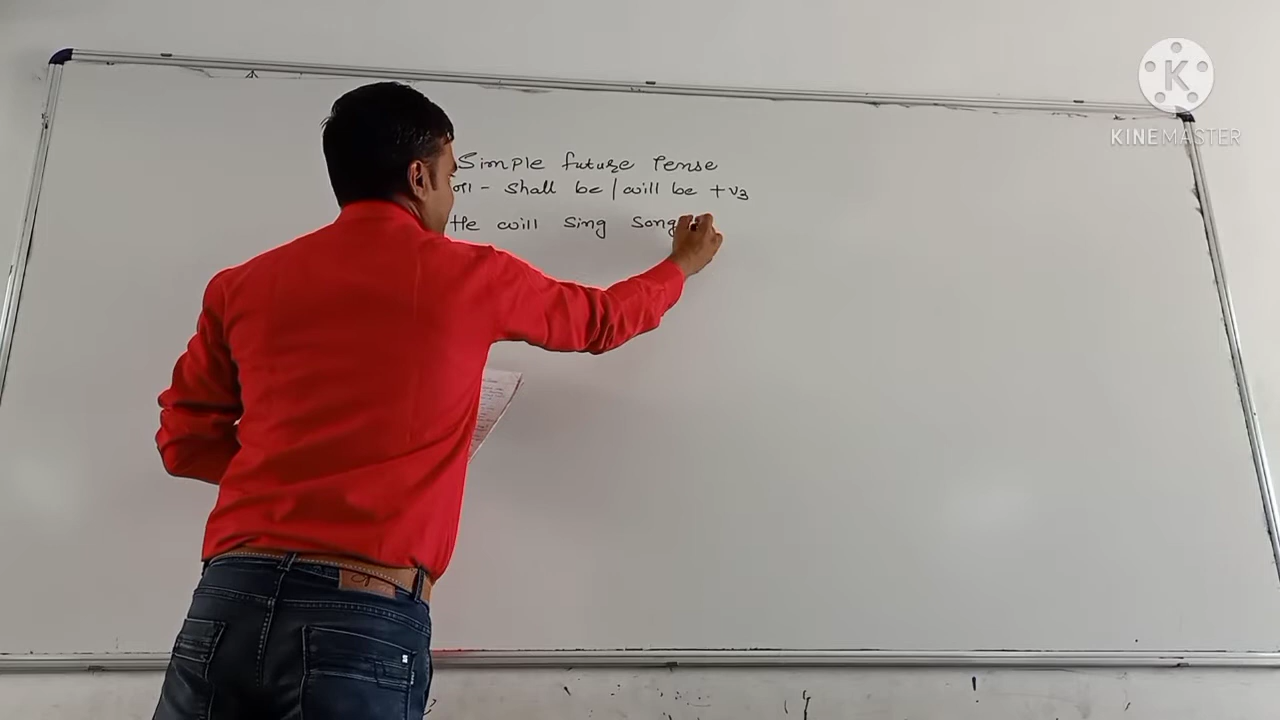 Simple future Tense
- Shall be / will be + v3
He will Sing Song
K
KINEMASTER